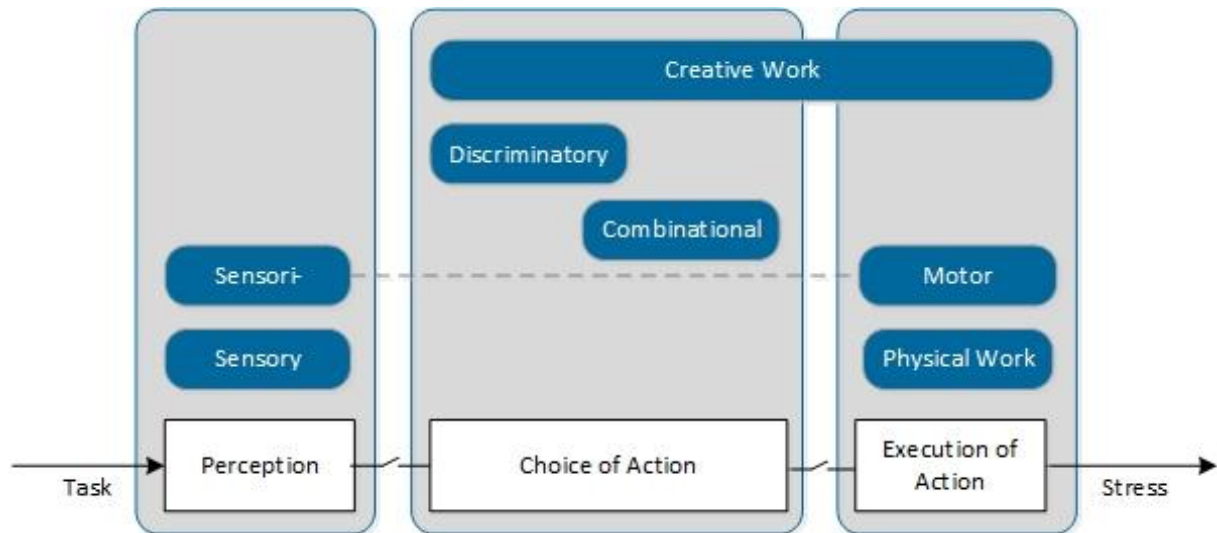 Creative Work
Discriminatory
Combinational
Sensori-
Motor
Sensory
Physical Work
Task
Perception
Choice of Action
Execution of
Action
Stress